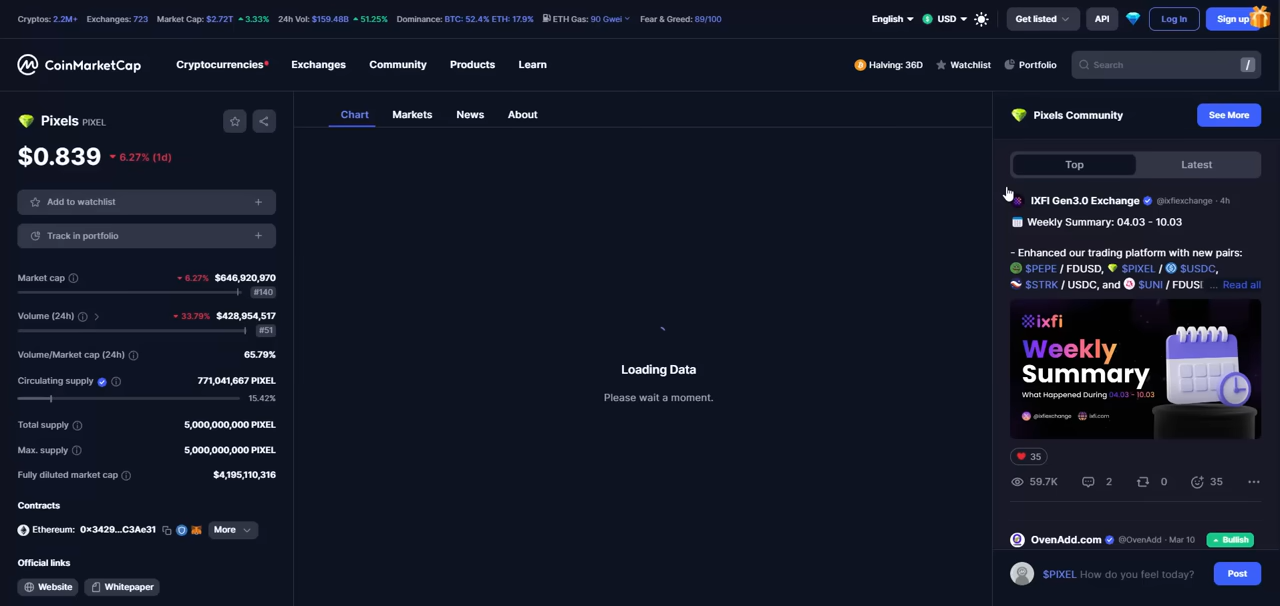 Cryptos: 2.2M+ Exchanges: 723 Market Cap: $2.72T 3.33% 24h Vol: $159.48B 51.25% Dominance: BTC: 52.4% ETH: 17.9% ETH Gas: 90 Gwei Fear & Greed: 89/100
English USD Get listed API Log In Sign up
CoinMarketCap Cryptocurrencies Exchanges Community Products Learn
Halving: 36D Watchlist Portfolio Search /
Pixels PIXEL
$0.839 6.27% (1d)
Add to watchlist +
Track in portfolio +
Market cap 6.27% $646,920,970
#140
Volume (24h) 33.79% $428,954,517
#51
Volume/Market cap (24h) 65.79%
Circulating supply 771,041,667 PIXEL
15.42%
Total supply 5,000,000,000 PIXEL
Max. supply 5,000,000,000 PIXEL
Fully diluted market cap $4,195,110,316
Contracts
Ethereum: 0x3429...C3Ae31 More
Official links
Website Whitepaper
Chart Markets News About
Loading Data
Please wait a moment.
Pixels Community See More
Top Latest
IXFI Gen3.0 Exchange @ixfiexchange · 4h
Weekly Summary: 04.03 - 10.03
- Enhanced our trading platform with new pairs:
$PEPE / FDUSD, $PIXEL / $USDC,
$STRK / USDC, and $UNI / FDUSI ... Read all
ixfi
Weekly
Summary
What Happened During 04.03 - 10.03
@ixfiexchange ixfi.com
35
59.7K 2 0 35
OvenAdd.com @OvenAdd · Mar 10 Bullish
$PIXEL How do you feel today? Post